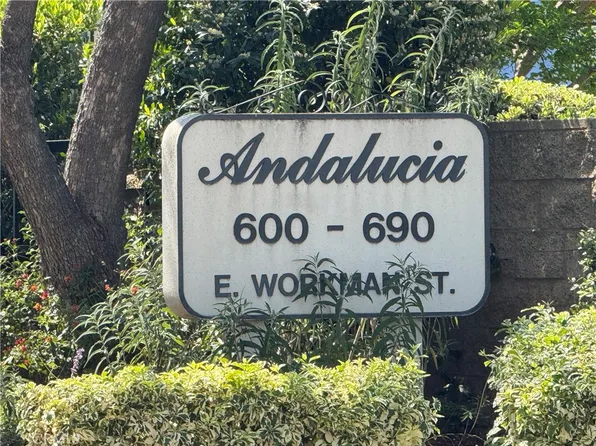 Andalucia
600 - 690
E. WORKMAN ST.